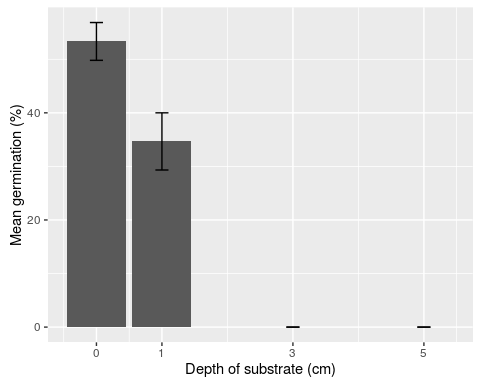 Mean germination (%)
40
20
0
0 1 3 5
Depth of substrate (cm)